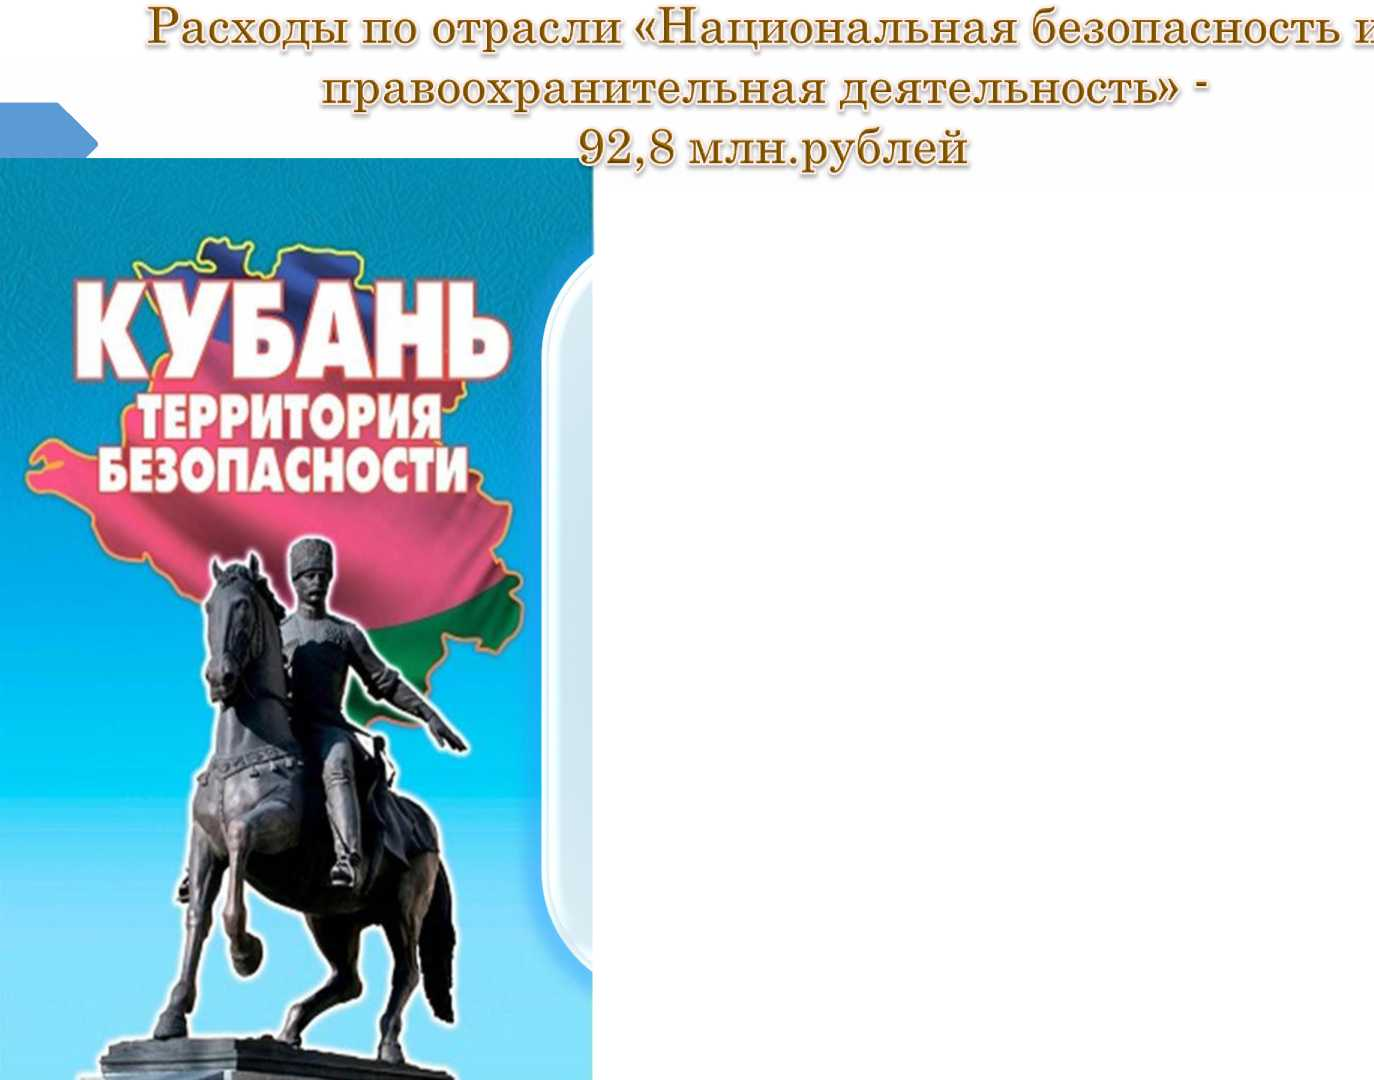 Расходы по отрасли «Национальная безопасность и
правоохранительная деятельность» -
92,8 млн.рублей
КУБАНЬ
ТЕРРИТОРИЯ
БЕЗОПАСНОСТИ